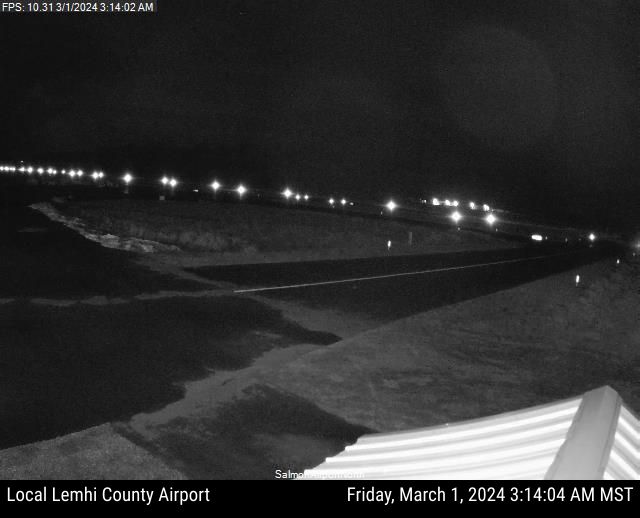 FPS: 10.31 3/1/2024 3:14:02 AM
Local Lemhi County Airport
Friday, March 1, 2024 3:14:04 AM MST